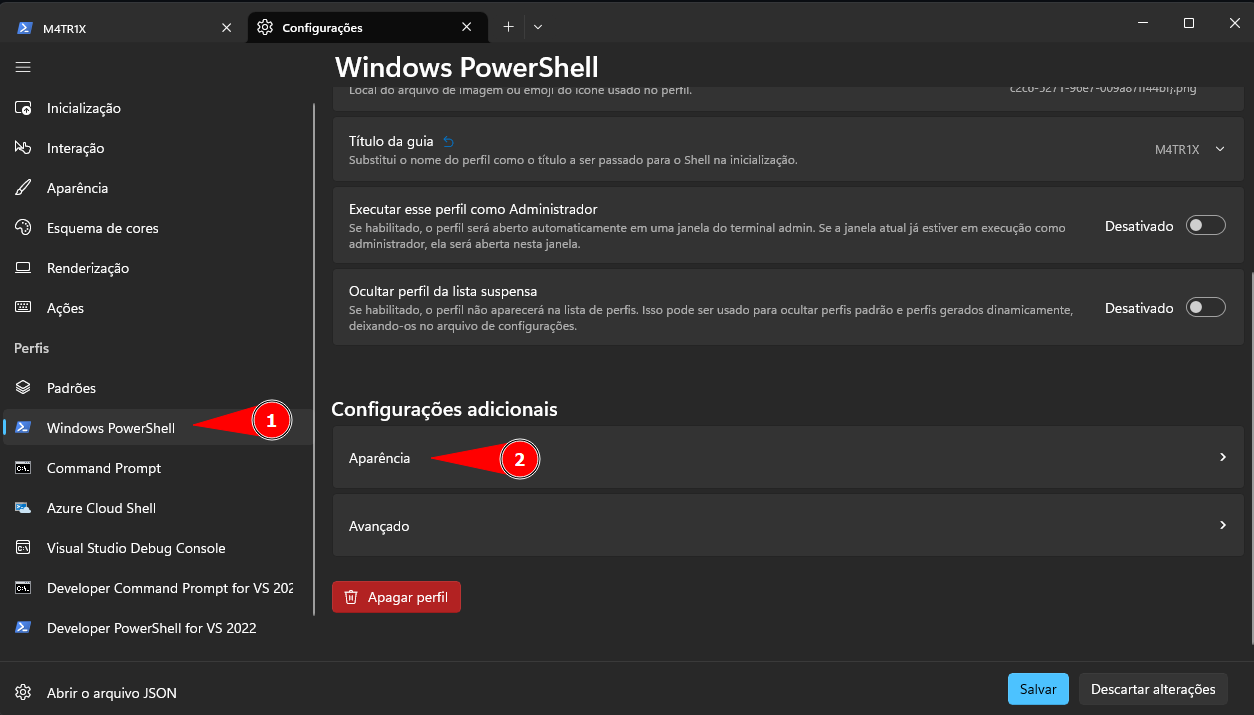 M4TR1X
Configurações
Inicialização
Interação
Aparência
Esquema de cores
Renderização
Ações
Perfis
Padrões
Windows PowerShell
1
Command Prompt
Azure Cloud Shell
Visual Studio Debug Console
Developer Command Prompt for VS 202
Developer PowerShell for VS 2022
Abrir o arquivo JSON
Windows PowerShell
Local do arquivo de imagem ou emoji do ícone usado no perfil.
Título da guia
Substitui o nome do perfil como o título a ser passado para o Shell na inicialização.
M4TR1X
Executar esse perfil como Administrador
Se habilitado, o perfil será aberto automaticamente em uma janela do terminal admin. Se a janela atual já estiver em execução como
administrador, ela será aberta nesta janela.
Desativado
Ocultar perfil da lista suspensa
Se habilitado, o perfil não aparecerá na lista de perfis. Isso pode ser usado para ocultar perfis padrão e perfis gerados dinamicamente,
deixando-os no arquivo de configurações.
Desativado
Configurações adicionais
Aparência
2
Avançado
Apagar perfil
Salvar
Descartar alterações